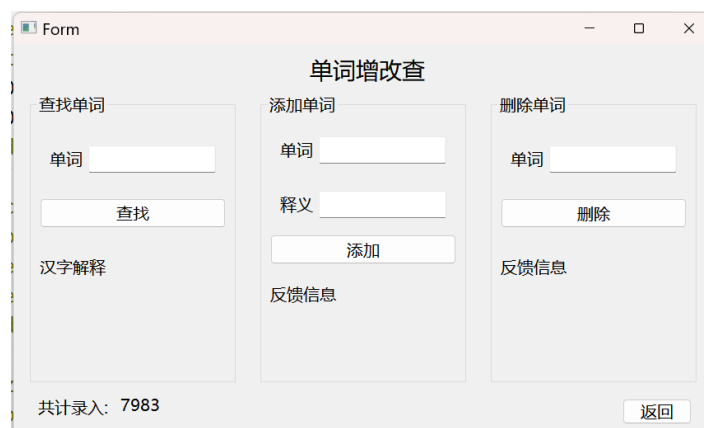 Form
单词增改查
查找单词
单词
查找
汉字解释
添加单词
单词
释义
添加
反馈信息
删除单词
单词
删除
反馈信息
共计录入: 7983
返回